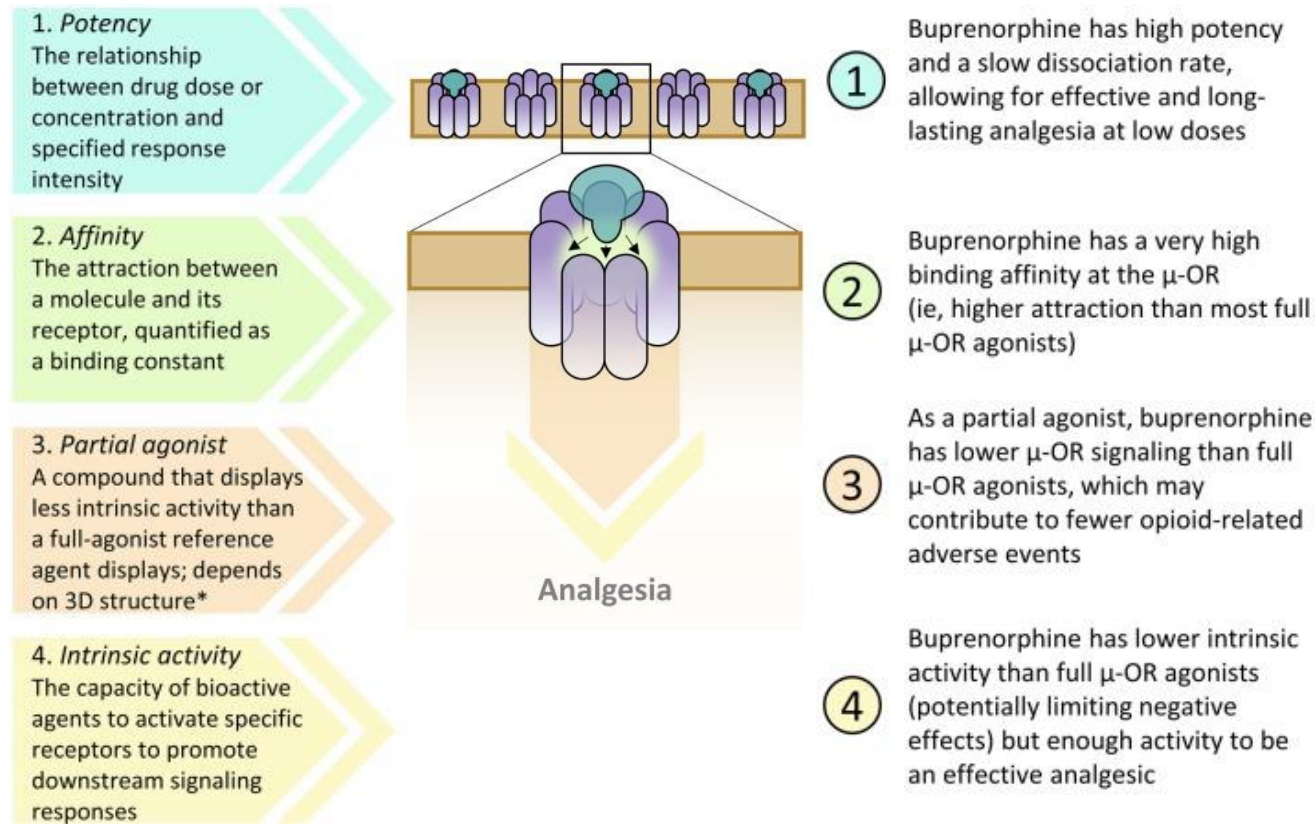 1. Potency
The relationship
between drug dose or
concentration and
specified response
intensity
2. Affinity
The attraction between
a molecule and its
receptor, quantified as
a binding constant
3. Partial agonist
A compound that displays
less intrinsic activity than
a full-agonist reference
agent displays; depends
on 3D structure*
4. Intrinsic activity
The capacity of bioactive
agents to activate specific
receptors to promote
downstream signaling
responses
Analgesia
1
Buprenorphine has high potency
and a slow dissociation rate,
allowing for effective and long-
lasting analgesia at low doses
2
Buprenorphine has a very high
binding affinity at the μ-OR
(ie, higher attraction than most full
μ-OR agonists)
3
As a partial agonist, buprenorphine
has lower μ-OR signaling than full
μ-OR agonists, which may
contribute to fewer opioid-related
adverse events
4
Buprenorphine has lower intrinsic
activity than full μ-OR agonists
(potentially limiting negative
effects) but enough activity to be
an effective analgesic